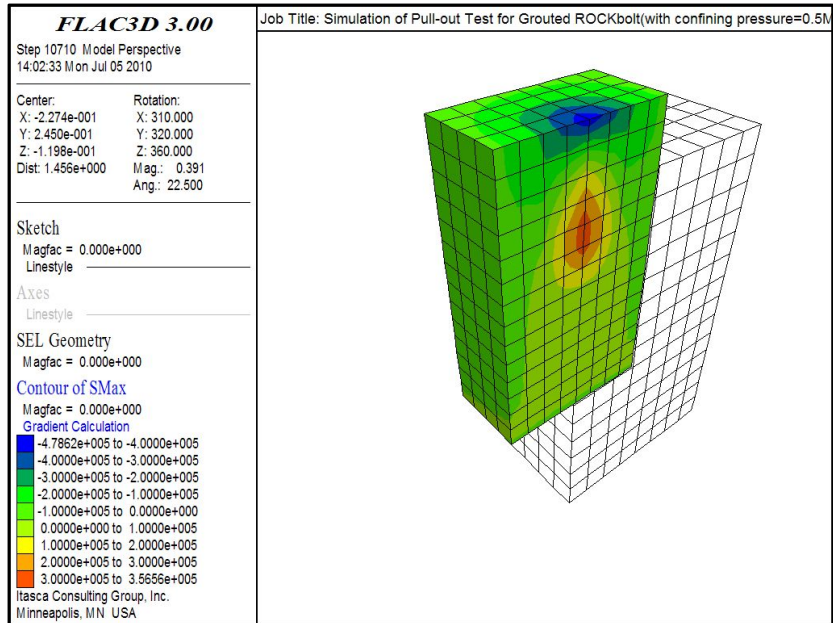 FLAC3D 3.00
Step 10710 Model Perspective
14:02:33 Mon Jul 05 2010
Center: Rotation:
X: -2.274e-001 X: 310.000
Y: 2.450e-001 Y: 320.000
Z: -1.198e-001 Z: 360.000
Dist: 1.456e+000 Mag.: 0.391
Ang.: 22.500
Sketch
Magfac = 0.000e+000
Linestyle
Axes
Linestyle
SEL Geometry
Magfac = 0.000e+000
Contour of SMax
Magfac = 0.000e+000
Gradient Calculation
-4.7862e+005 to -4.0000e+005
-4.0000e+005 to -3.0000e+005
-3.0000e+005 to -2.0000e+005
-2.0000e+005 to -1.0000e+005
-1.0000e+005 to 0.0000e+000
0.0000e+000 to 1.0000e+005
1.0000e+005 to 2.0000e+005
2.0000e+005 to 3.0000e+005
3.0000e+005 to 3.5656e+005
Itasca Consulting Group, Inc.
Minneapolis, MN USA
Job Title: Simulation of Pull-out Test for Grouted ROCKbolt(with confining pressure=0.5M